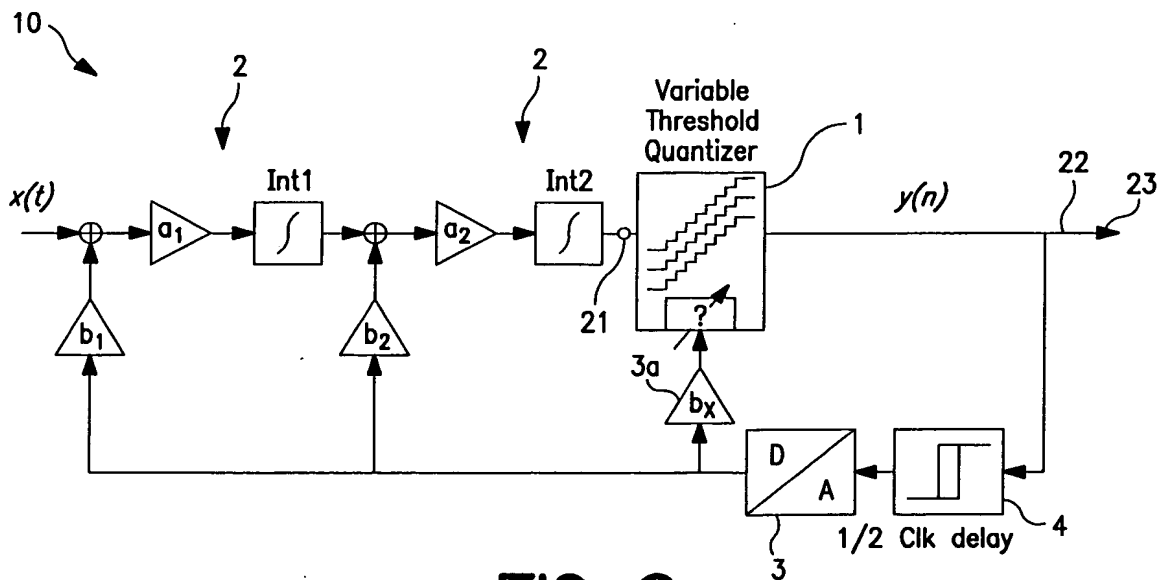 10
2
2
Variable
Threshold
Quantizer
1
x(t)
a1
Int1
a2
Int2
21
y(n)
22
23
b1
b2
?
3a
bx
D
A
3
1/2 Clk delay
4